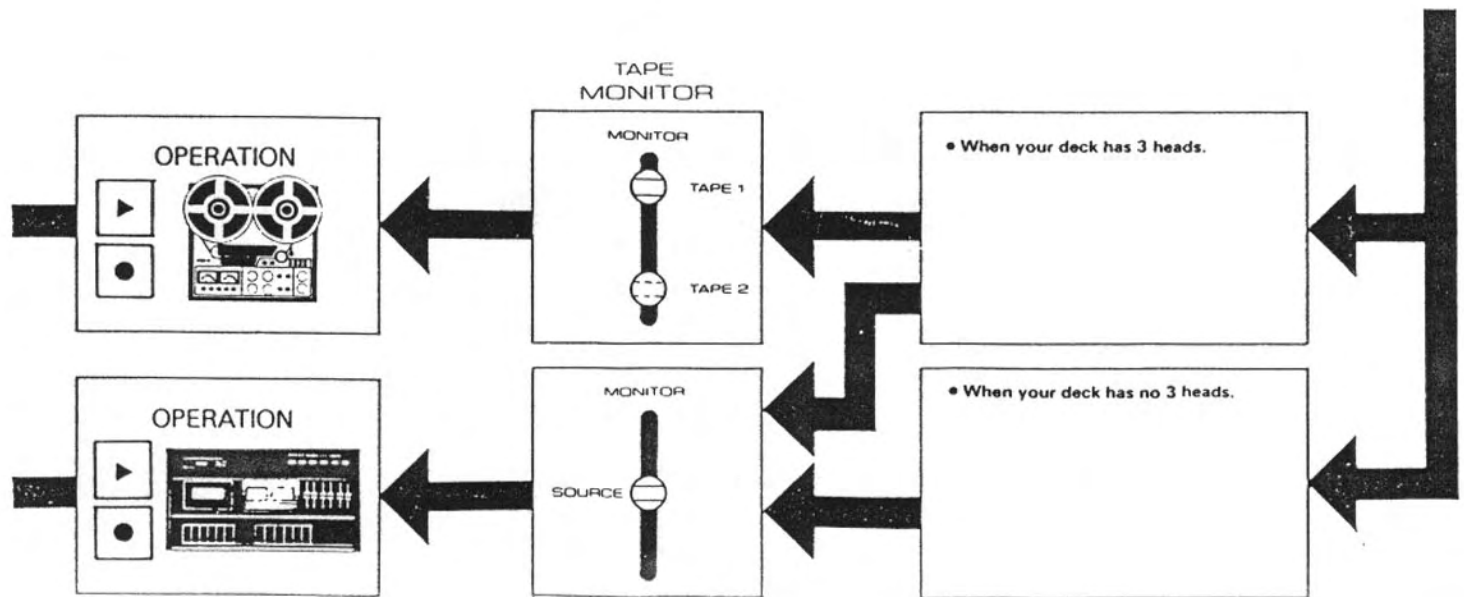 TAPE
MONITOR
OPERATION
MONITOR
TAPE 1
TAPE 2
• When your deck has 3 heads.
OPERATION
MONITOR
SOURCE
• When your deck has no 3 heads.